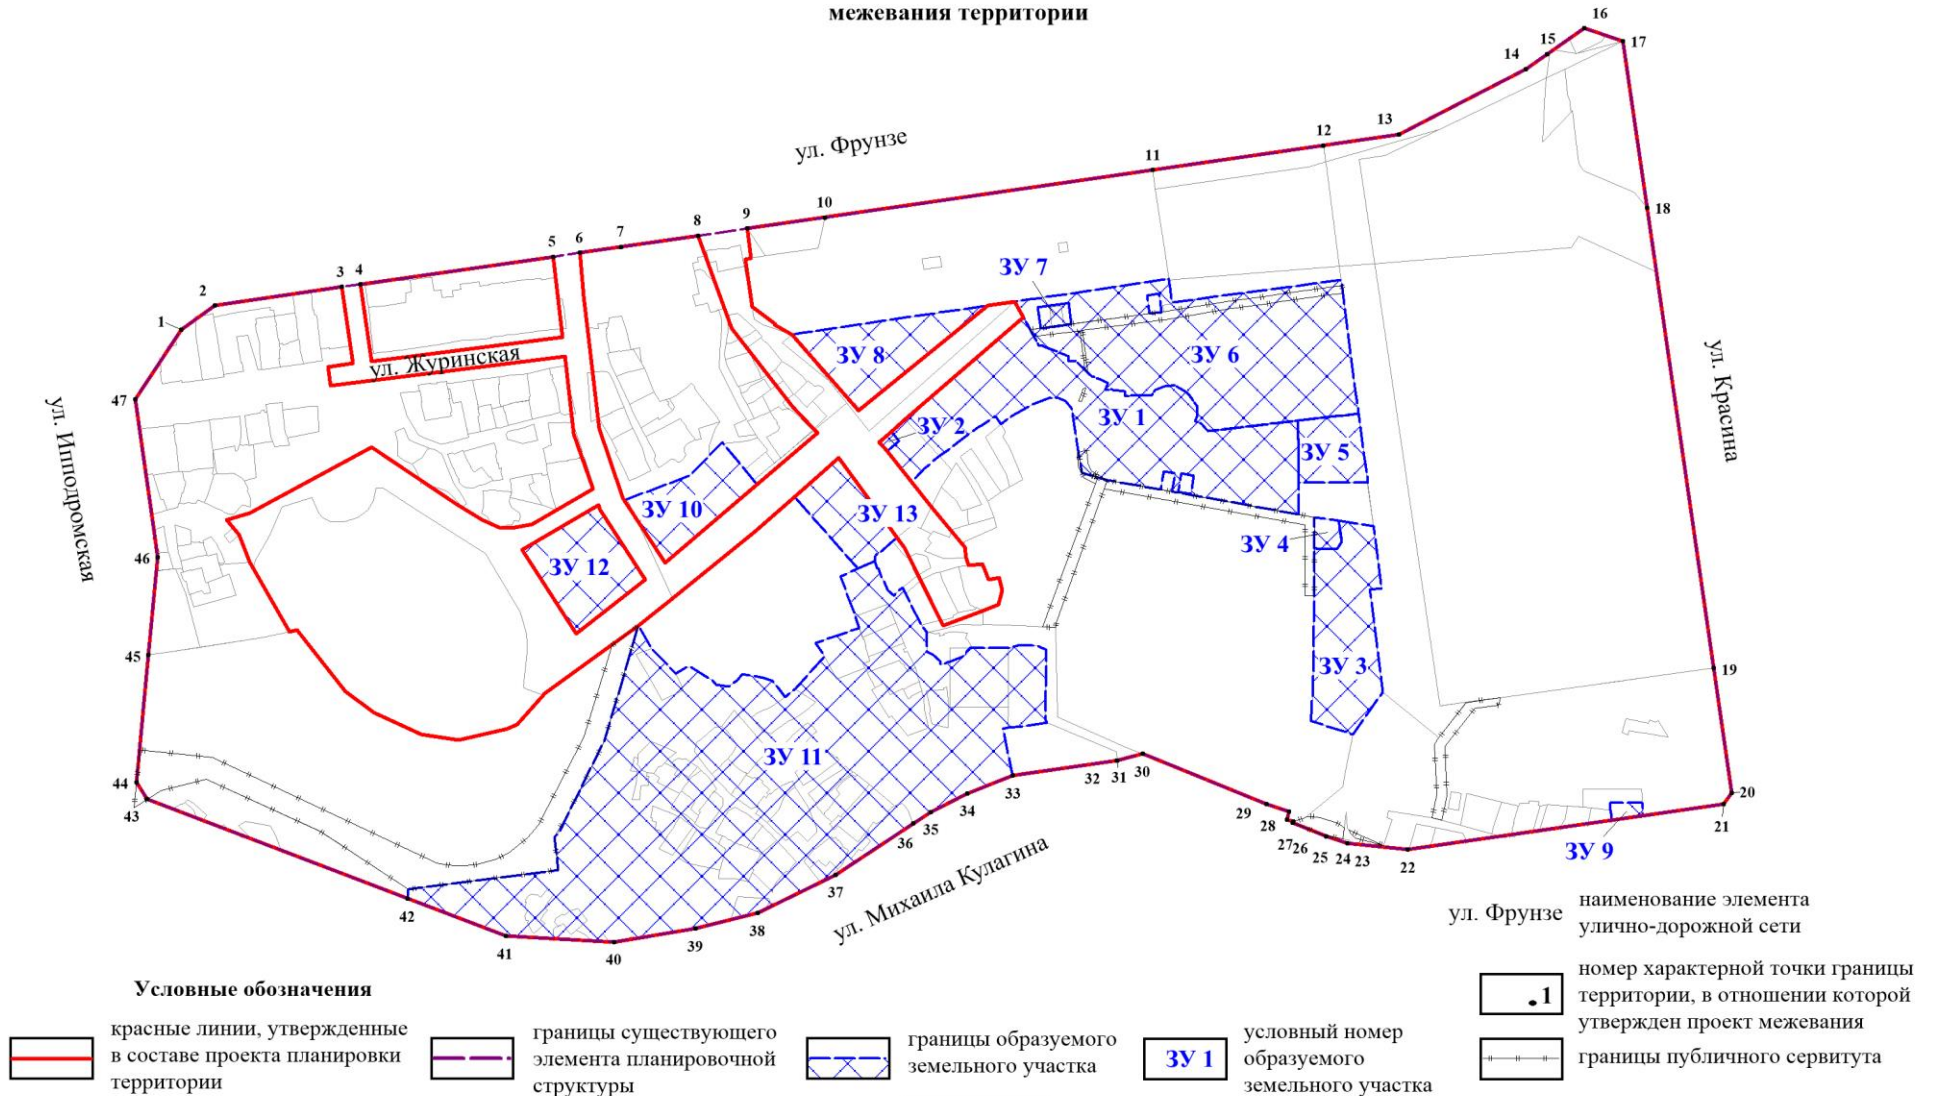 межевания территории
16
15
17
14
13
12
11
ул. Фрунзе
18
10
9
8
7
6
5
4
3
2
1
ЗУ 7
ЗУ 8
ЗУ 6
ул. Журинская
ул. Красина
47
ул. Ипподромская
ЗУ 2
ЗУ 1
ЗУ 5
ЗУ 10
ЗУ 13
ЗУ 4
46
ЗУ 12
45
ЗУ 3
19
ЗУ 11
44
43
33
32
31
30
29
28
27
26
25
24
23
22
20
21
ЗУ 9
34
35
36
37
38
39
40
41
42
ул. Михаила Кулагина
ул. Фрунзе
наименование элемента
улично-дорожной сети
Условные обозначения
красные линии, утвержденные
в составе проекта планировки
территории
границы существующего
элемента планировочной
структуры
границы образуемого
земельного участка
ЗУ 1
условный номер
образуемого
земельного участка
.1
номер характерной точки границы
территории, в отношении которой
утвержден проект межевания
границы публичного сервитута